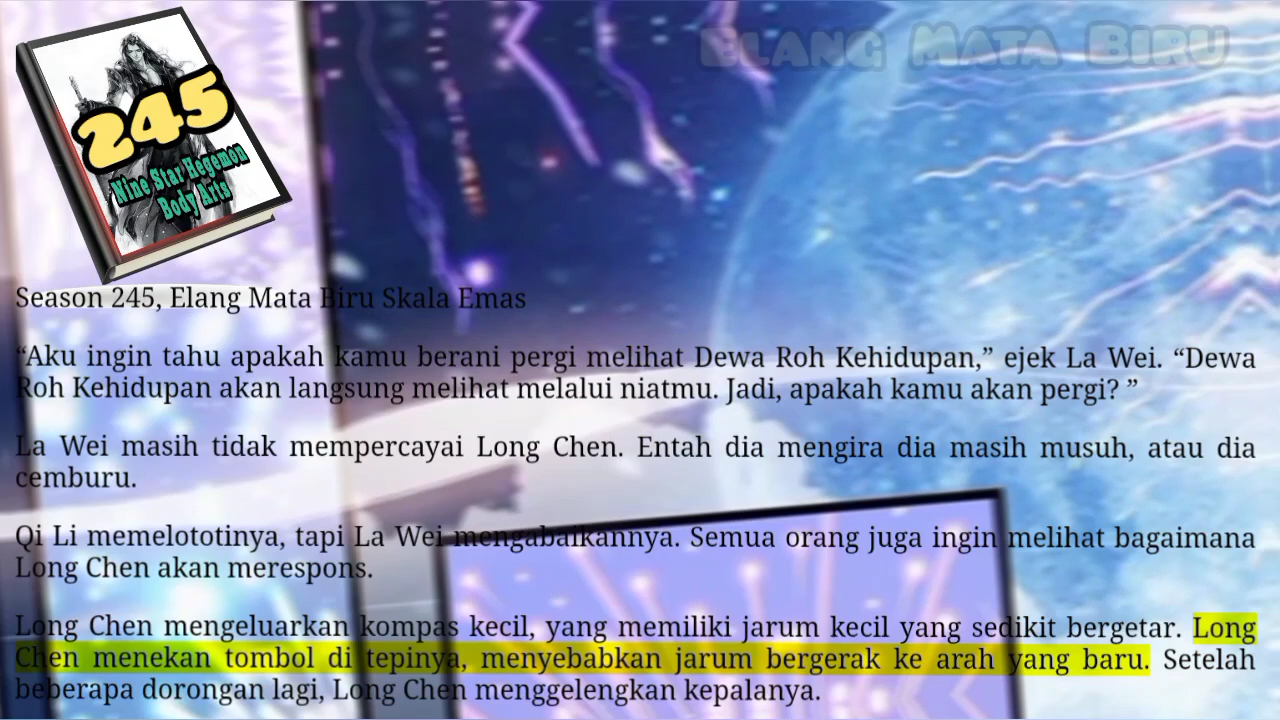 Elang Mata Biru
245
Nine Star Hegemon
Body Arts
Season 245, Elang Mata Biru Skala Emas
“Aku ingin tahu apakah kamu berani pergi melihat Dewa Roh Kehidupan,” ejek La Wei. “Dewa
Roh Kehidupan akan langsung melihat melalui niatmu. Jadi, apakah kamu akan pergi? ”
La Wei masih tidak mempercayai Long Chen. Entah dia mengira dia masih musuh, atau dia
cemburu.
Qi Li memelototinya, tapi La Wei mengabaikannya. Semua orang juga ingin melihat bagaimana
Long Chen akan merespons.
Long Chen mengeluarkan kompas kecil, yang memiliki jarum kecil yang sedikit bergetar. Long
Chen menekan tombol di tepinya, menyebabkan jarum bergerak ke arah yang baru. Setelah
beberapa dorongan lagi, Long Chen menggelengkan kepalanya.